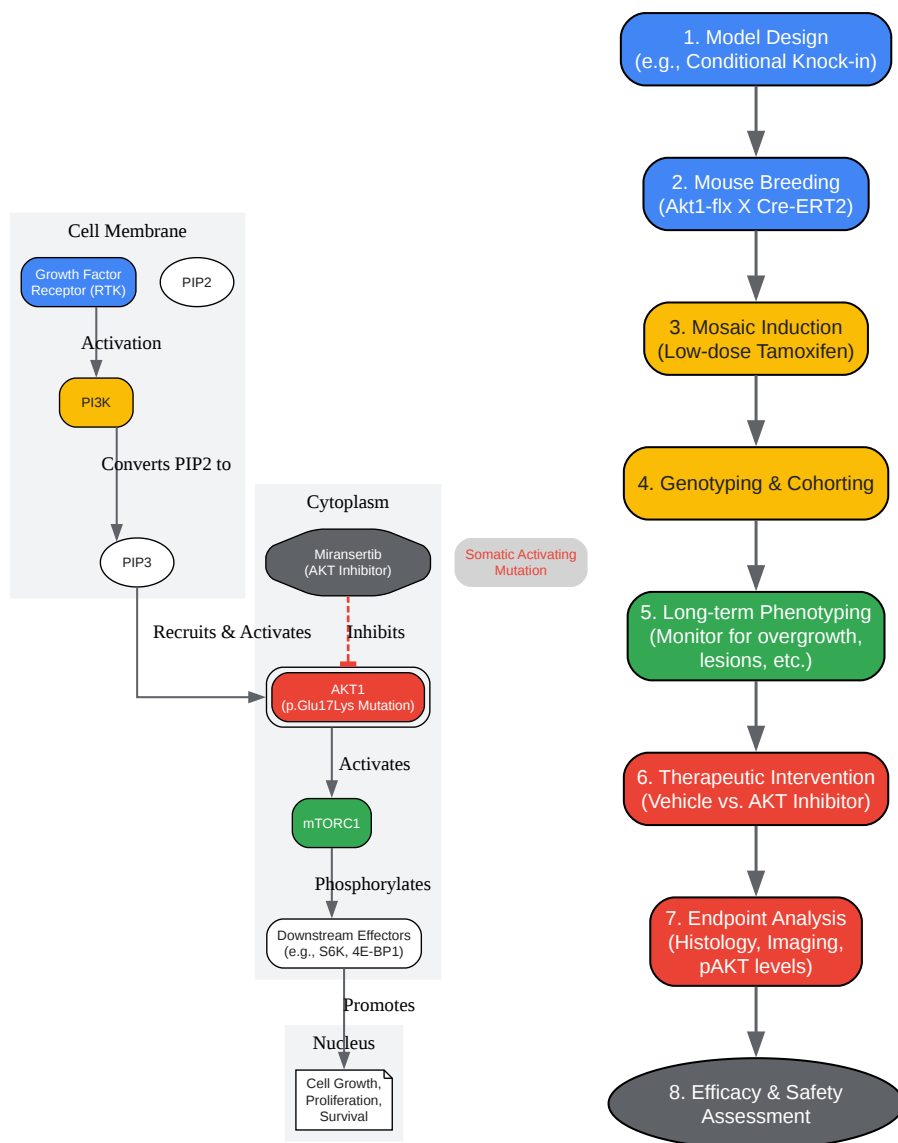 Cell Membrane
Growth Factor
Receptor (RTK)
PIP2
Activation
PI3K
Converts PIP2 to
PIP3
Cytoplasm
Miransertib
(AKT Inhibitor)
Somatic Activating
Mutation
Recruits & Activates
Inhibits
AKT1
(p.Glu17Lys Mutation)
Activates
mTORC1
Phosphorylates
Downstream Effectors
(e.g., S6K, 4E-BP1)
Promotes
Nucleus
Cell Growth,
Proliferation,
Survival
1. Model Design
(e.g., Conditional Knock-in)
2. Mouse Breeding
(Akt1-flx X Cre-ERT2)
3. Mosaic Induction
(Low-dose Tamoxifen)
4. Genotyping & Cohorting
5. Long-term Phenotyping
(Monitor for overgrowth,
lesions, etc.)
6. Therapeutic Intervention
(Vehicle vs. AKT Inhibitor)
7. Endpoint Analysis
(Histology, Imaging,
pAKT levels)
8. Efficacy & Safety
Assessment